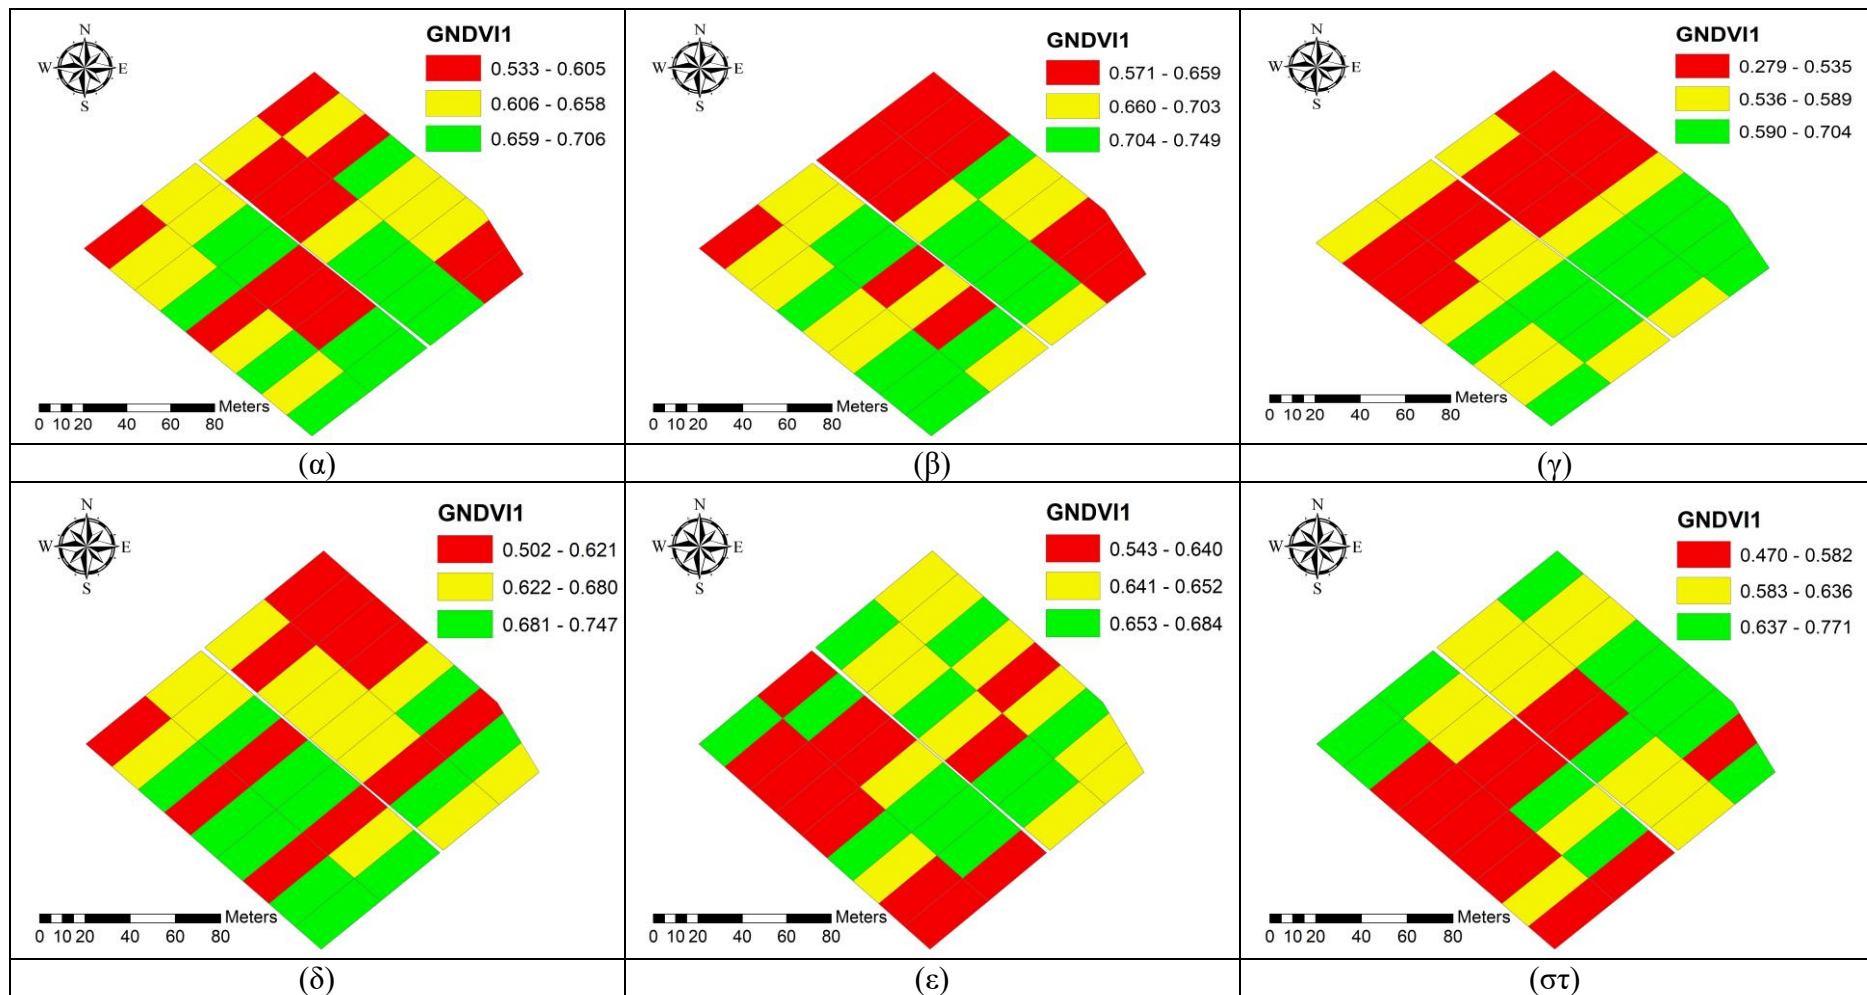 N
W E
S
GNDVI1
0.533 - 0.605
0.606 - 0.658
0.659 - 0.706
Meters
0 10 20 40 60 80
(α)
N
W E
S
GNDVI1
0.571 - 0.659
0.660 - 0.703
0.704 - 0.749
Meters
0 10 20 40 60 80
(β)
N
W E
S
GNDVI1
0.279 - 0.535
0.536 - 0.589
0.590 - 0.704
Meters
0 10 20 40 60 80
(γ)
N
W E
S
GNDVI1
0.502 - 0.621
0.622 - 0.680
0.681 - 0.747
Meters
0 10 20 40 60 80
(δ)
N
W E
S
GNDVI1
0.543 - 0.640
0.641 - 0.652
0.653 - 0.684
Meters
0 10 20 40 60 80
(ε)
N
W E
S
GNDVI1
0.470 - 0.582
0.583 - 0.636
0.637 - 0.771
Meters
0 10 20 40 60 80
(στ)